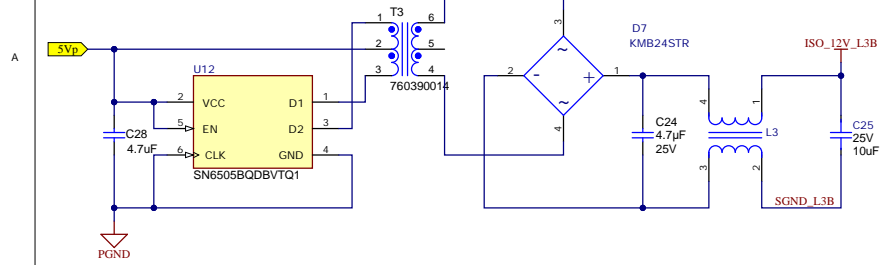 T3
1
6
3
D7
KMB24STR
5Vp
2
5
ISO_12V_L3B
A
3
4
760390014
2
-
~
~
+
1
U12
2
VCC
D1
1
5
EN
D2
3
6
CLK
GND
4
SN6505BQDBVTQ1
C28
4.7uF
4
C24
4.7µF
25V
4
1
L3
3
2
C25
25V
10uF
SGND_L3B
PGND